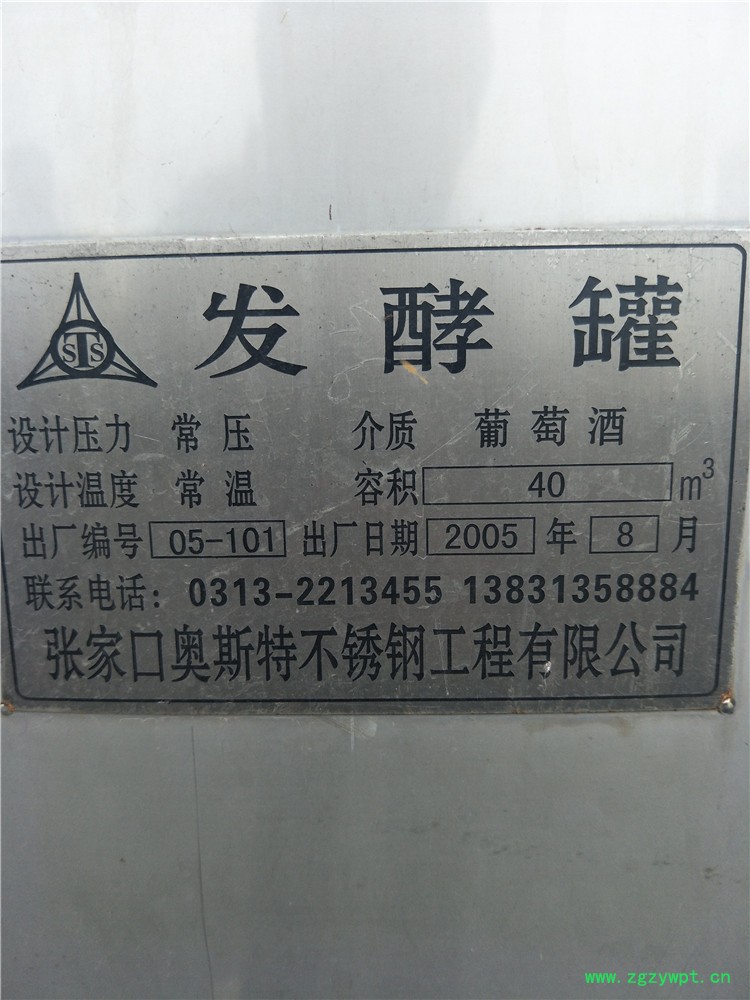 STS
发酵罐
设计压力 常压 介质 葡萄酒
设计温度 常温 容积 40 m³
出厂编号 05-101 出厂日期 2005 年 8 月
联系电话：0313-2213455 13831358884
张家口奥斯特不锈钢工程有限公司
www.zgzywpt.cn